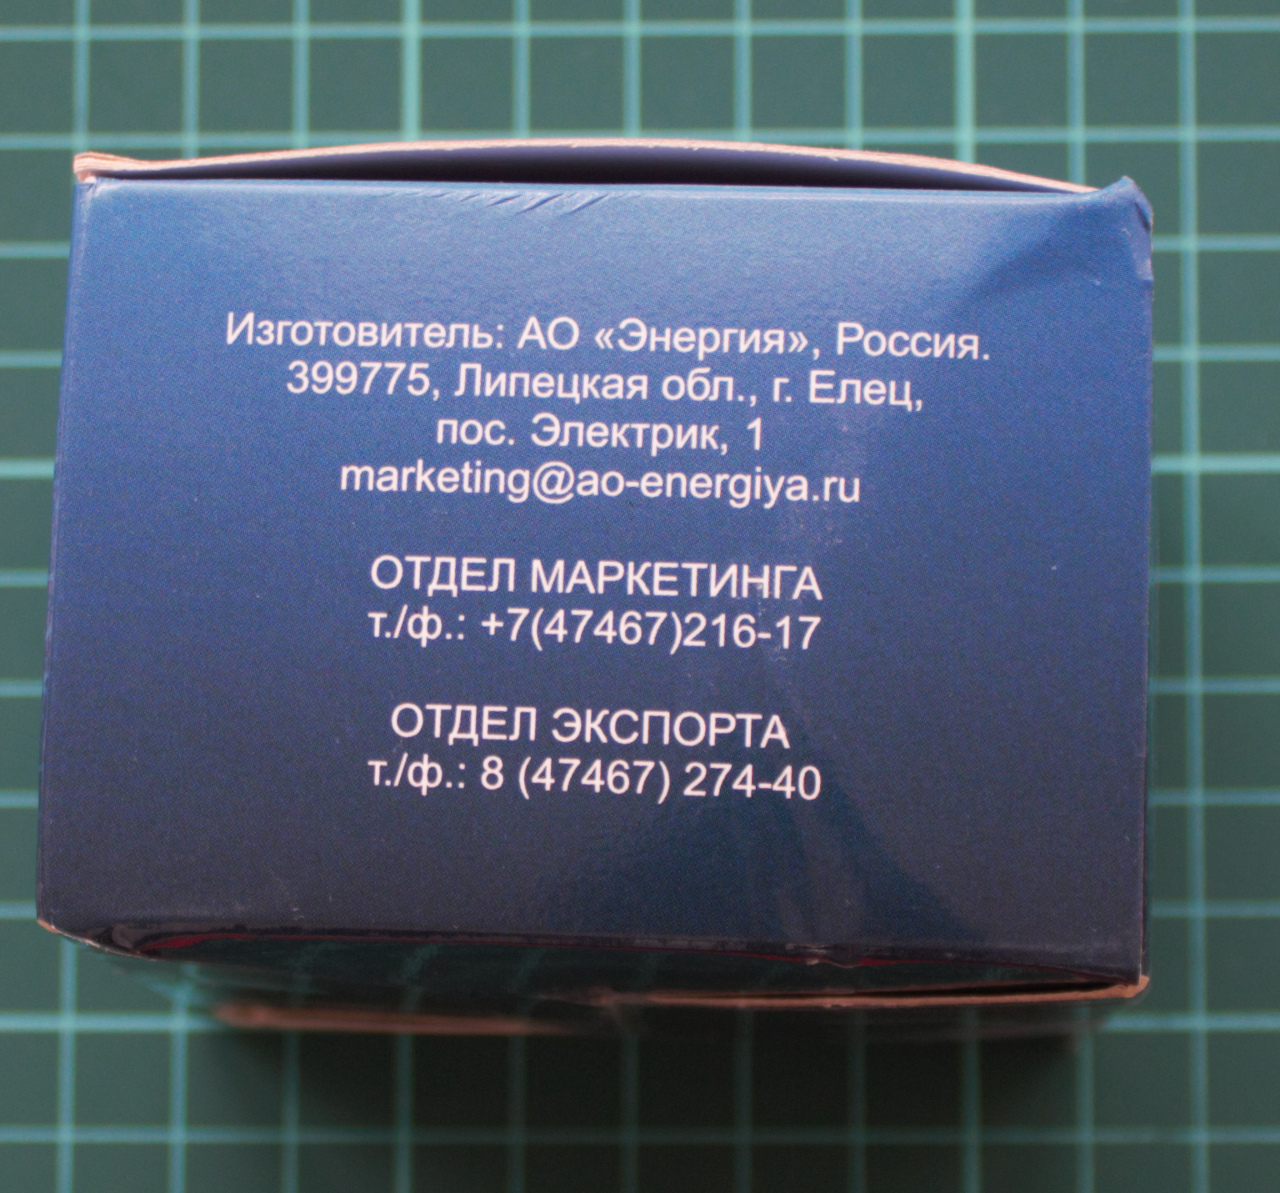 Изготовитель: АО «Энергия», Россия.
399775, Липецкая обл., г. Елец,
пос. Электрик, 1
marketing@ao-energiya.ru
ОТДЕЛ МАРКЕТИНГА
т./ф.: +7(47467)216-17
ОТДЕЛ ЭКСПОРТА
т./ф.: 8 (47467) 274-40